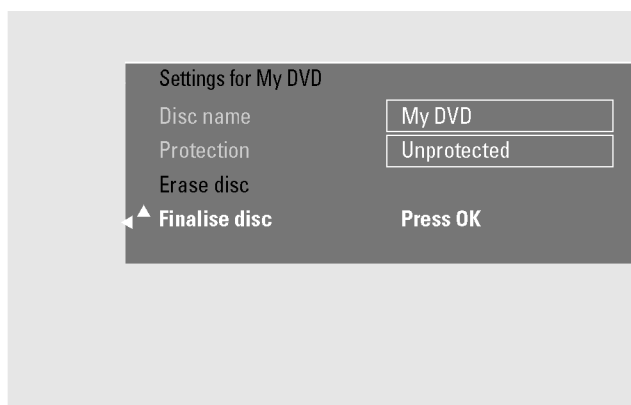 Settings for My DVD
Disc name My DVD
Protection Unprotected
Erase disc
Finalise disc Press OK